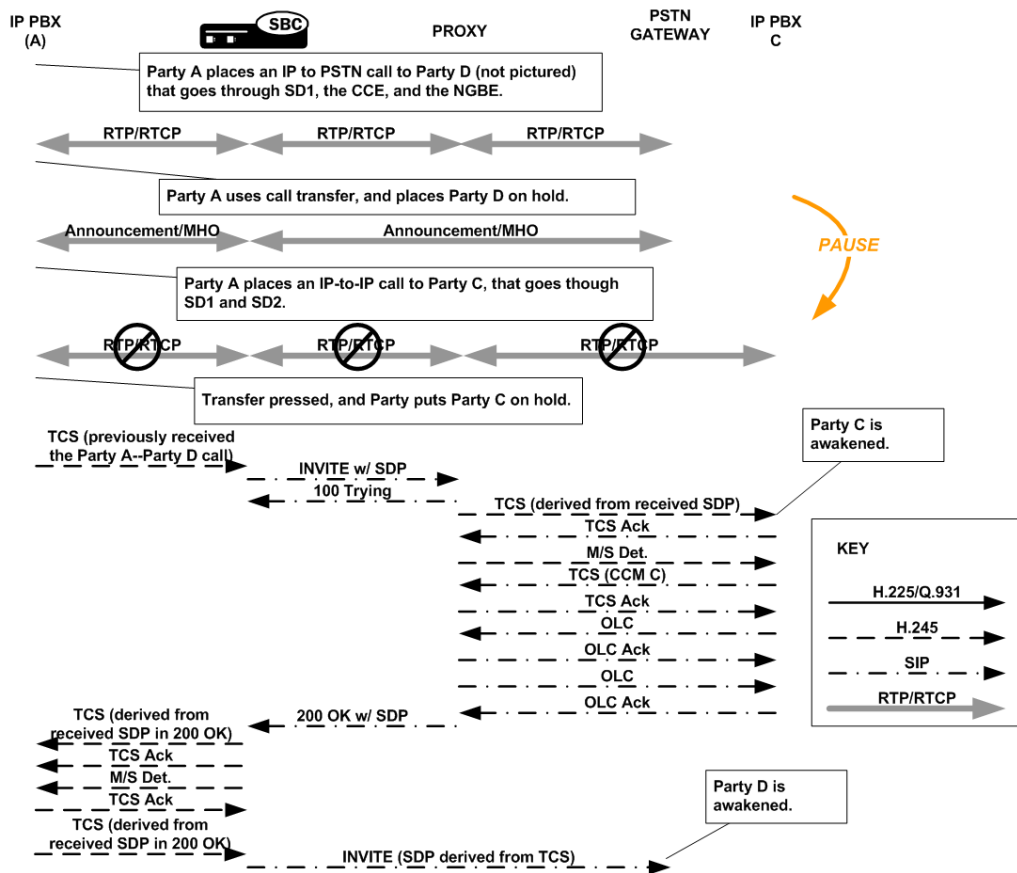 IP PBX
(A)
SBC
PROXY
PSTN
GATEWAY
IP PBX
C
Party A places an IP to PSTN call to Party D (not pictured)
that goes through SD1, the CCE, and the NGBE.
RTP/RTCP
RTP/RTCP
RTP/RTCP
Party A uses call transfer, and places Party D on hold.
Announcement/MHO
Announcement/MHO
PAUSE
Party A places an IP-to-IP call to Party C, that goes though
SD1 and SD2.
RTP/RTCP
RTP/RTCP
RTP/RTCP
Transfer pressed, and Party puts Party C on hold.
Party C is
awakened.
TCS (previously received
the Party A--Party D call)
INVITE w/ SDP
100 Trying
TCS (derived from received SDP)
TCS Ack
M/S Det.
TCS (CCM C)
TCS Ack
OLC
OLC Ack
OLC
OLC Ack
KEY
H.225/Q.931
H.245
SIP
RTP/RTCP
200 OK w/ SDP
TCS (derived from
received SDP in 200 OK)
TCS Ack
M/S Det.
TCS Ack
TCS (derived from
received SDP in 200 OK)
INVITE (SDP derived from TCS)
Party D is
awakened.